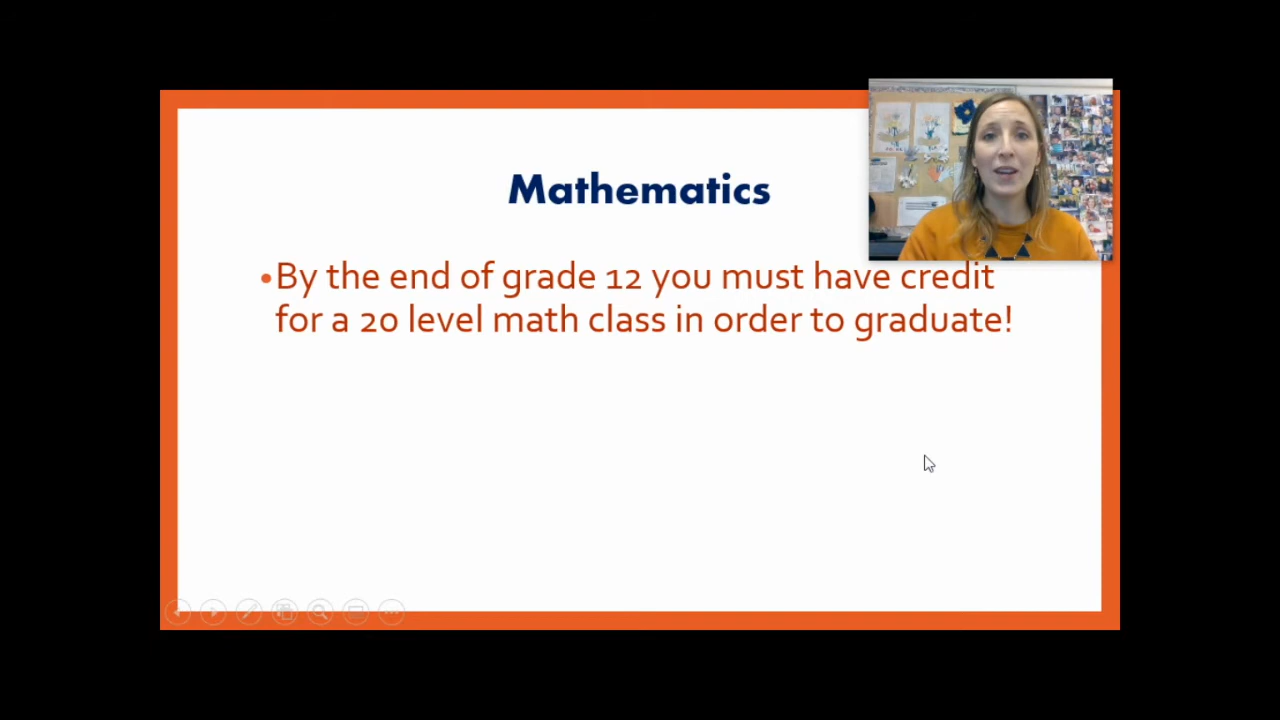 Mathematics
•By the end of grade 12 you must have credit
for a 20 level math class in order to graduate!